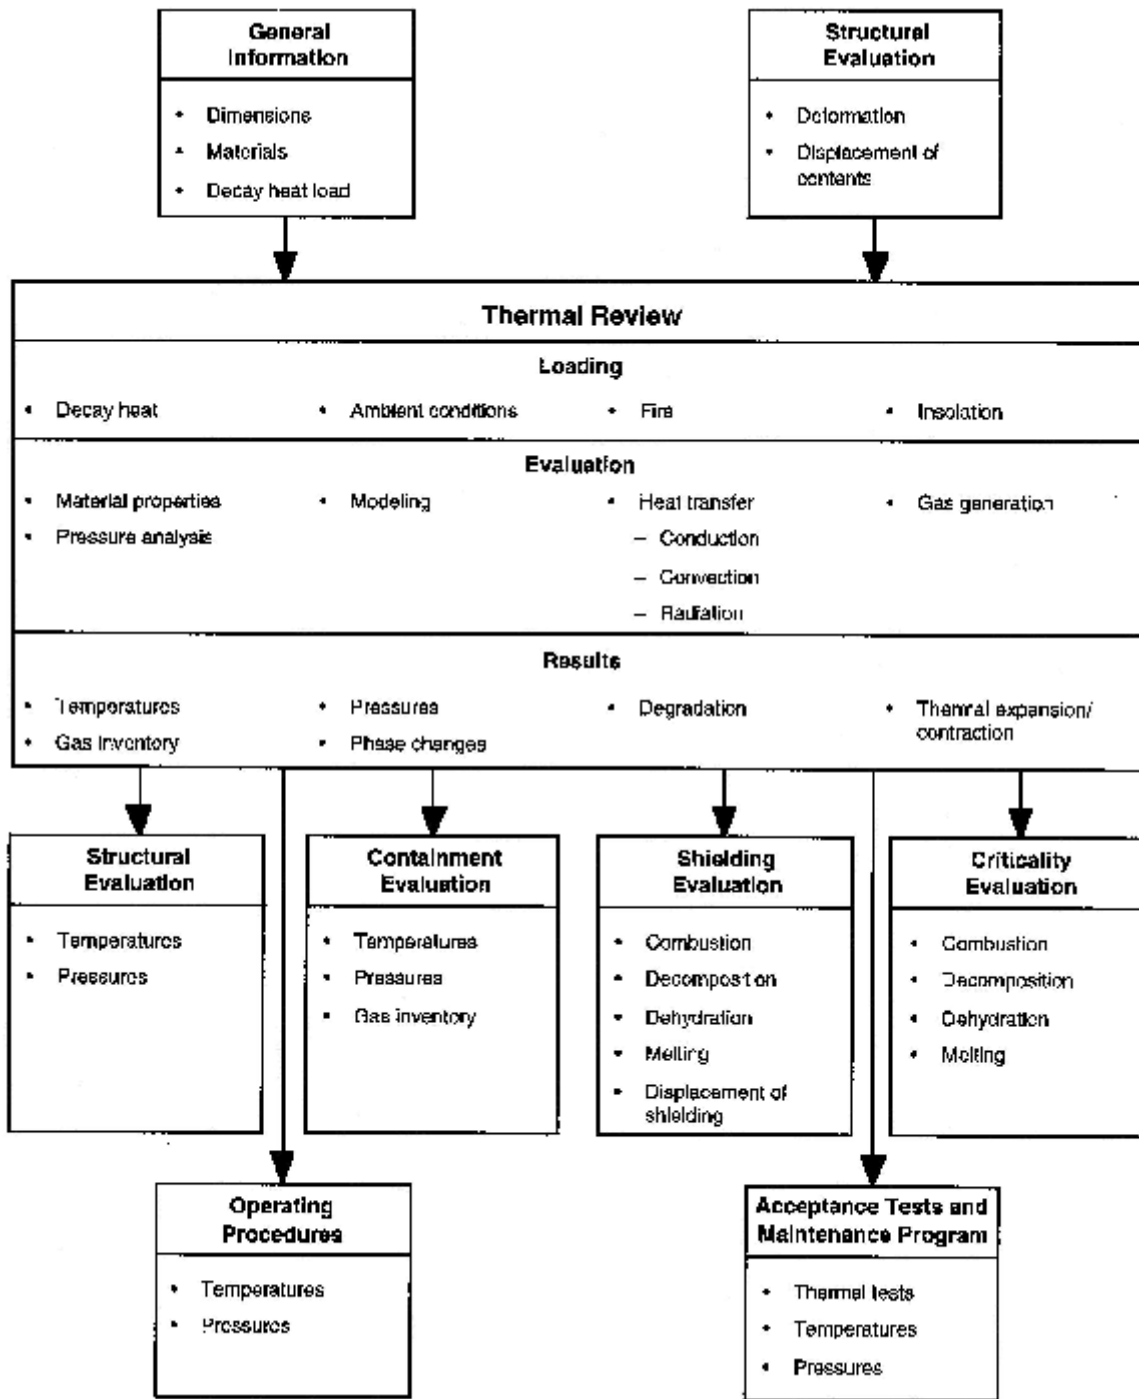 General
Information
• Dimensions
• Materials
• Decay heat load
Structural
Evaluation
• Deformation
• Displacement of
contents
Thermal Review
Loading
• Decay heat • Ambient conditions • Fire • Insolation
Evaluation
• Material properties • Modeling • Heat transfer • Gas generation
• Pressure analysis – Conduction
– Convection
– Radiation
Results
• Temperatures • Pressures • Degradation • Thermal expansion/
contraction
• Gas inventory • Phase changes
Structural
Evaluation
• Temperatures
• Pressures
Containment
Evaluation
• Temperatures
• Pressures
• Gas inventory
Shielding
Evaluation
• Combustion
• Decomposition
• Dehydration
• Melting
• Displacement of
shielding
Criticality
Evaluation
• Combustion
• Decomposition
• Dehydration
• Melting
Operating
Procedures
• Temperatures
• Pressures
Acceptance Tests and
Maintenance Program
• Thermal tests
• Temperatures
• Pressures